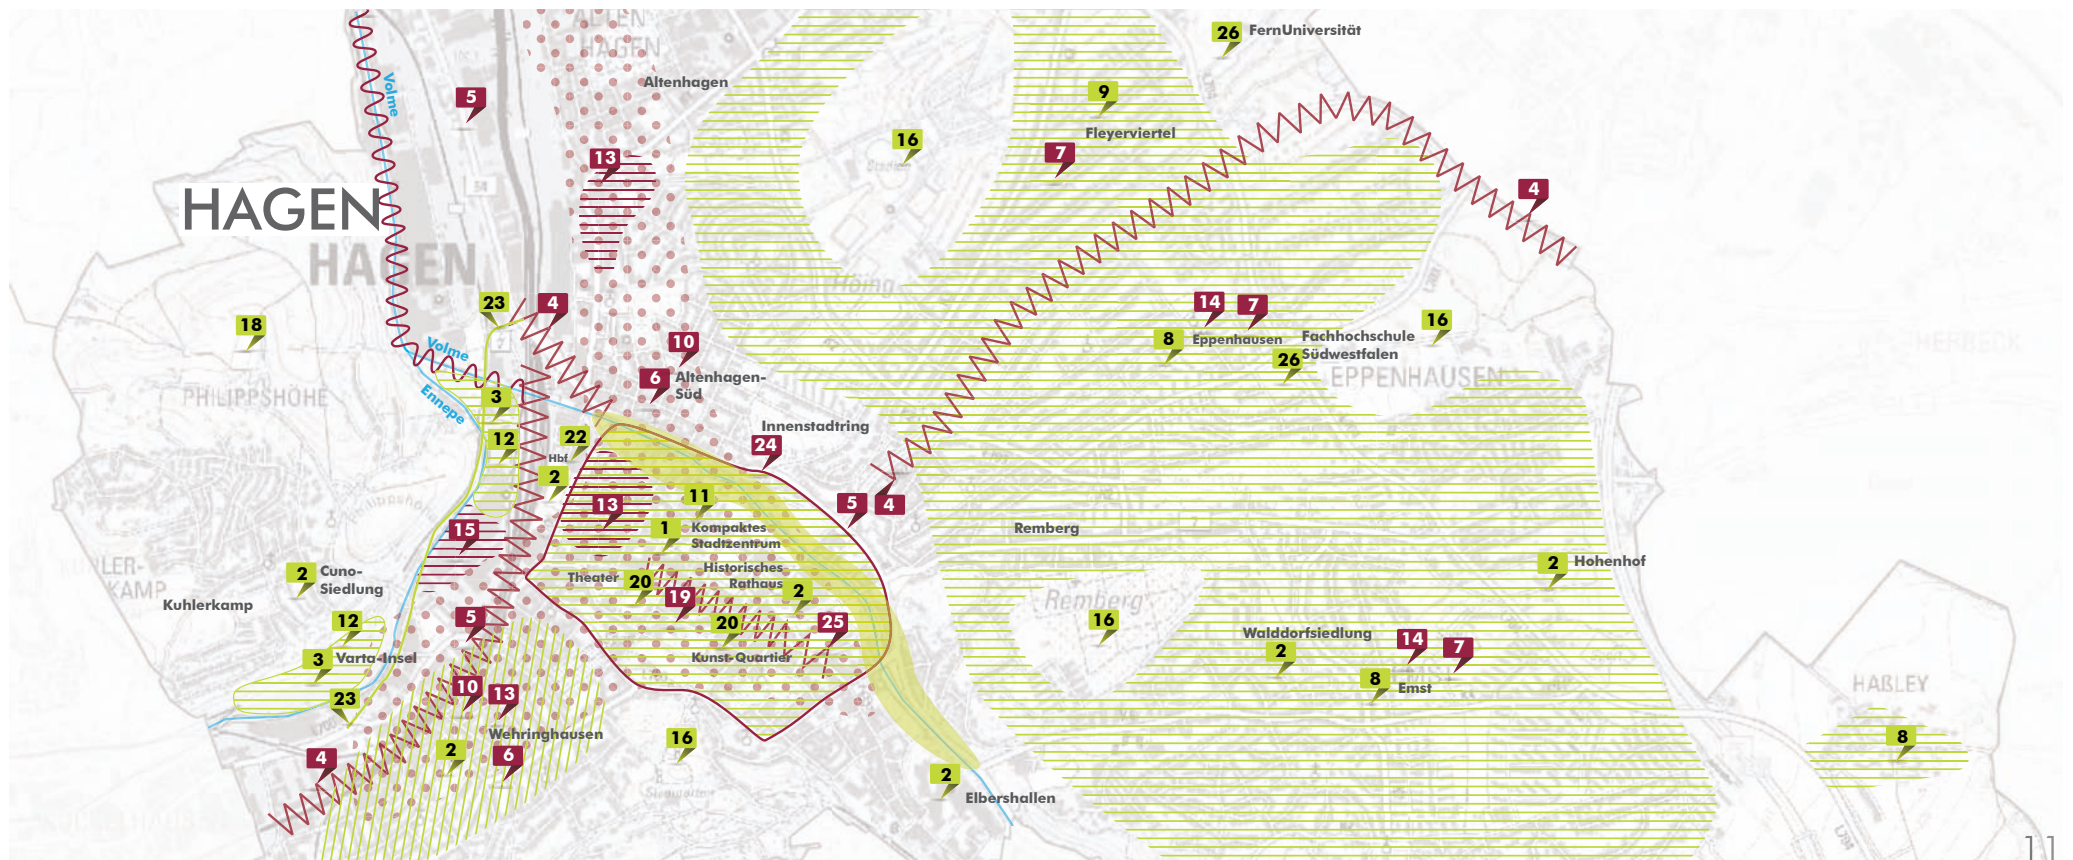 ALTEN-
HAGEN
26 FernUniversität
Altenhagen
Volme
5
9
Fleyerviertel
16
13
7
HAGEN
4
HAGEN
23
4
14
7
18
16
10
8
Eppenhausen
Fachhochschule
Südwestfalen
26
Volme
6
Altenhagen-
Süd
EPPENHAUSEN
HERBECK
PHILIPPSHÖHE
Ennepe
3
Innenstadtring
24
12
22
Hbf
2
13
11
5
4
1
Kompaktes
Stadtzentrum
Remberg
15
Historisches
Rathaus
2
Theater
20
19
2
Hohenhof
2
Cuno-
Siedlung
KAMP
Kuhlerkamp
Remberg
16
12
5
20
25
Walddorfsiedlung
2
14
7
3
Varta-Insel
Kunst-Quartier
8
Emst
10
13
23
HAßLEY
Wehringhausen
2
6
16
8
4
2
Elbershallen
11